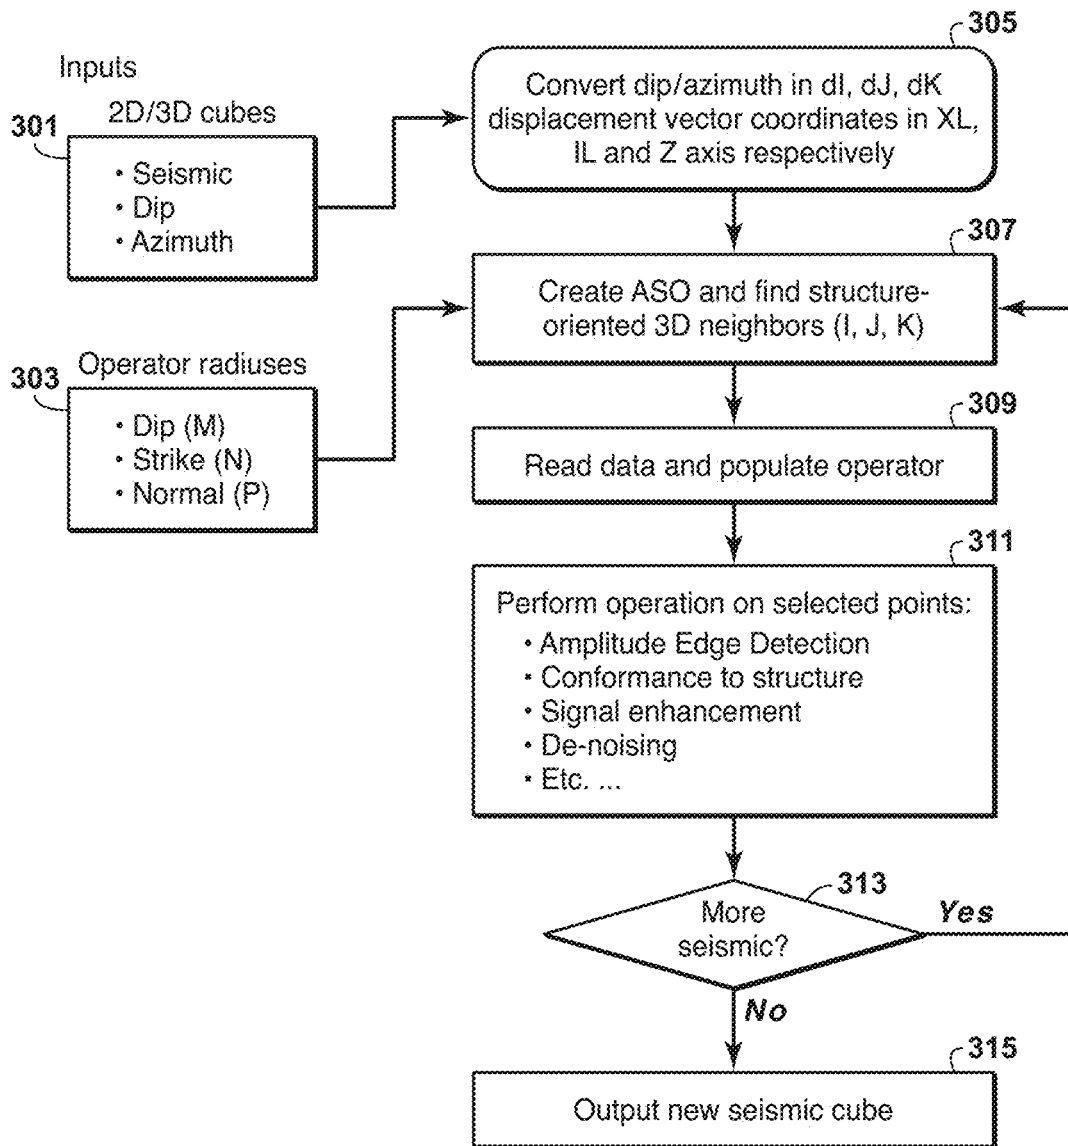 Inputs
2D/3D cubes
301
• Seismic
• Dip
• Azimuth
Operator radiuses
303
• Dip (M)
• Strike (N)
• Normal (P)
305
Convert dip/azimuth in dI, dJ, dK
displacement vector coordinates in XL,
IL and Z axis respectively
307
Create ASO and find structure-
oriented 3D neighbors (I, J, K)
309
Read data and populate operator
311
Perform operation on selected points:
• Amplitude Edge Detection
• Conformance to structure
• Signal enhancement
• De-noising
• Etc. ...
313
More
seismic?
Yes
No
315
Output new seismic cube